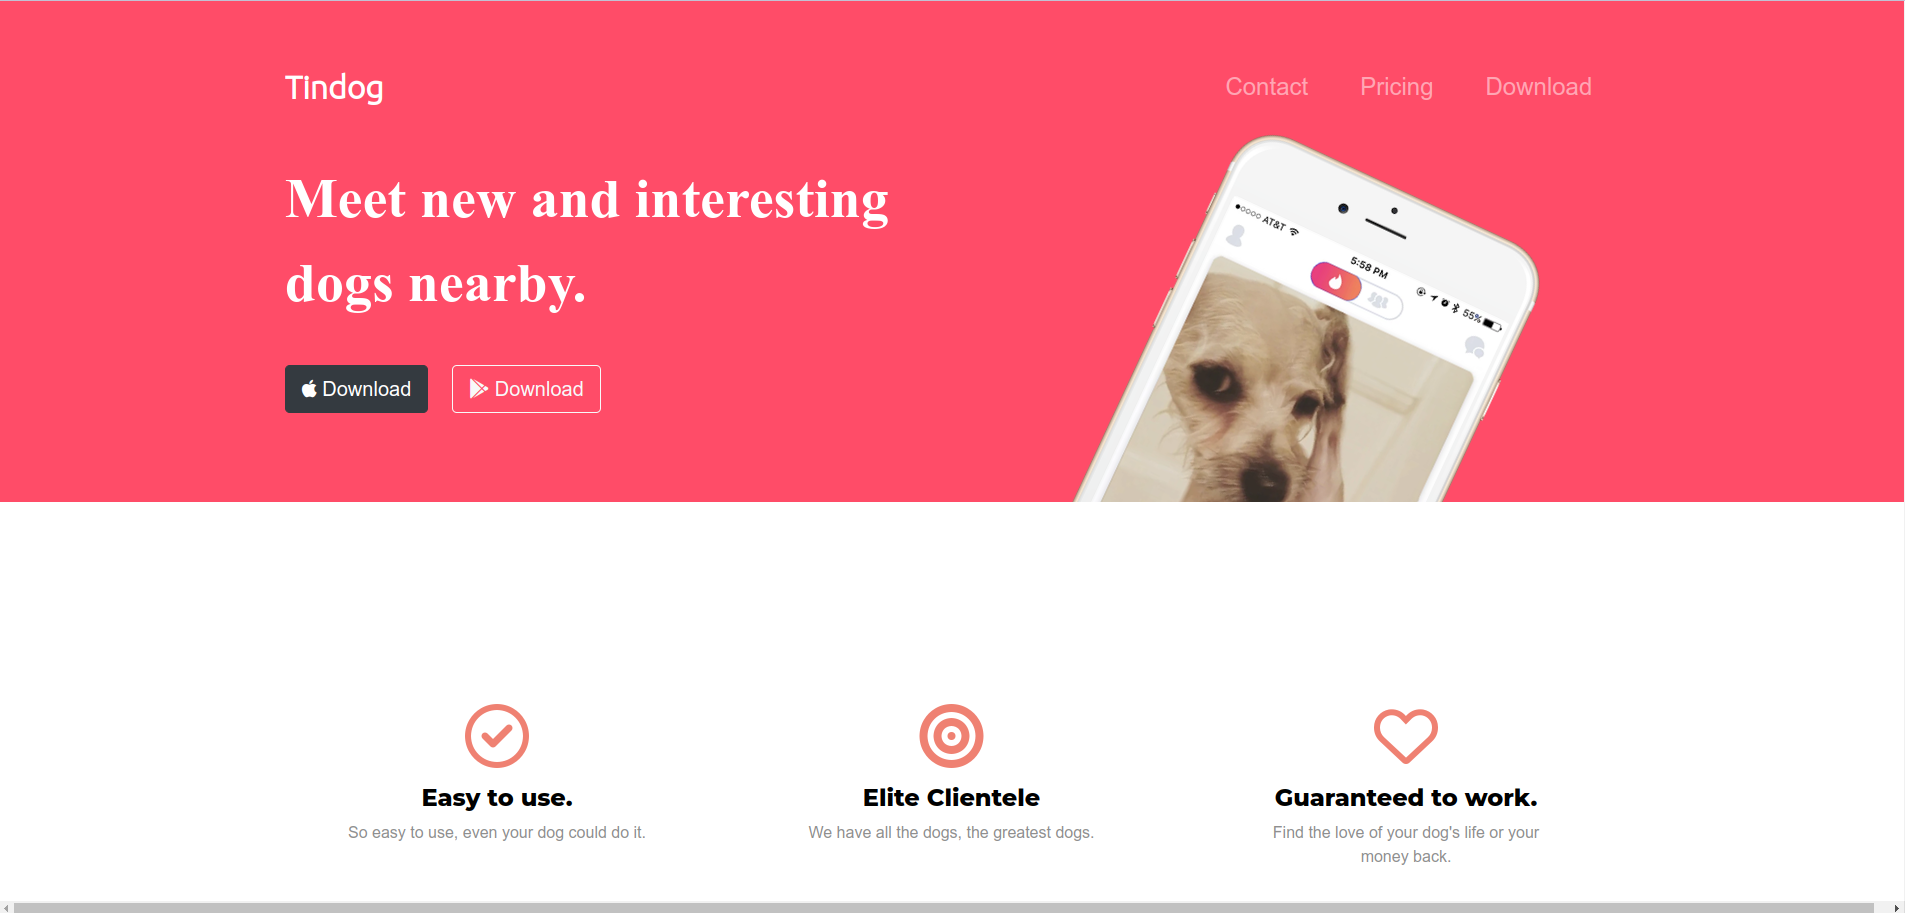 Tindog
Contact Pricing Download
Meet new and interesting
dogs nearby.
Download Download
AT&T
5:58 PM
55%
Easy to use.
So easy to use, even your dog could do it.
Elite Clientele
We have all the dogs, the greatest dogs.
Guaranteed to work.
Find the love of your dog's life or your
money back.